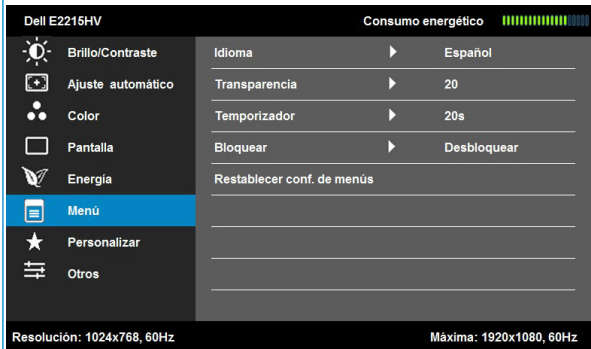 Dell E2215HV Consumo energético
Brillo/Contraste Idioma Español
Ajuste automático Transparencia 20
Color Temporizador 20s
Pantalla Bloquear Desbloquear
Energía Restablecer conf. de menús
Menú
Personalizar
Otros
Resolución: 1024x768, 60Hz Máxima: 1920x1080, 60Hz